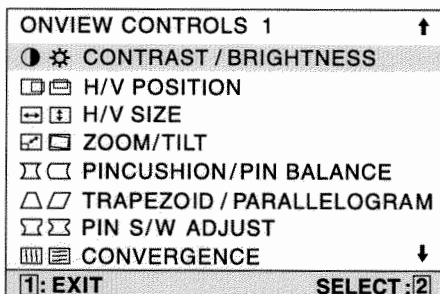 ONVIEW CONTROLS 1
CONTRAST / BRIGHTNESS
H/V POSITION
H/V SIZE
ZOOM/TILT
PINCUSHION/PIN BALANCE
TRAPEZOID / PARALLELOGRAM
PIN S/W ADJUST
CONVERGENCE
1: EXIT SELECT :2